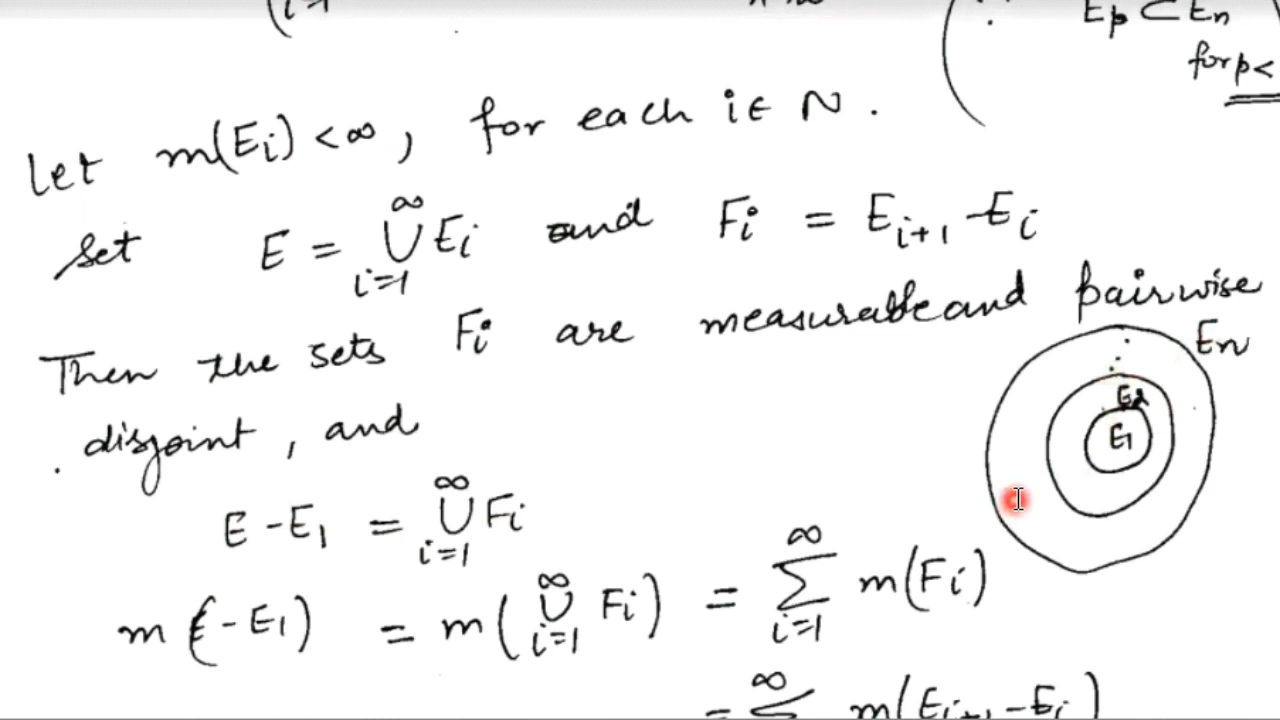 Ep ⊂ En
for p <
Let m(Ei) < ∞, for each i ∈ N.
Set E = ∞ ∪ i=1 Ei and Fi = Ei+1 - Ei
Then the sets Fi are measurable and pairwise
disjoint, and
En
E2
E1
E - E1 = ∞ ∪ i=1 Fi
m(E - E1) = m(∞ ∪ i=1 Fi) = ∞ Σ i=1 m(Fi)
= ∞ Σ m(Ei+1 - Ei)